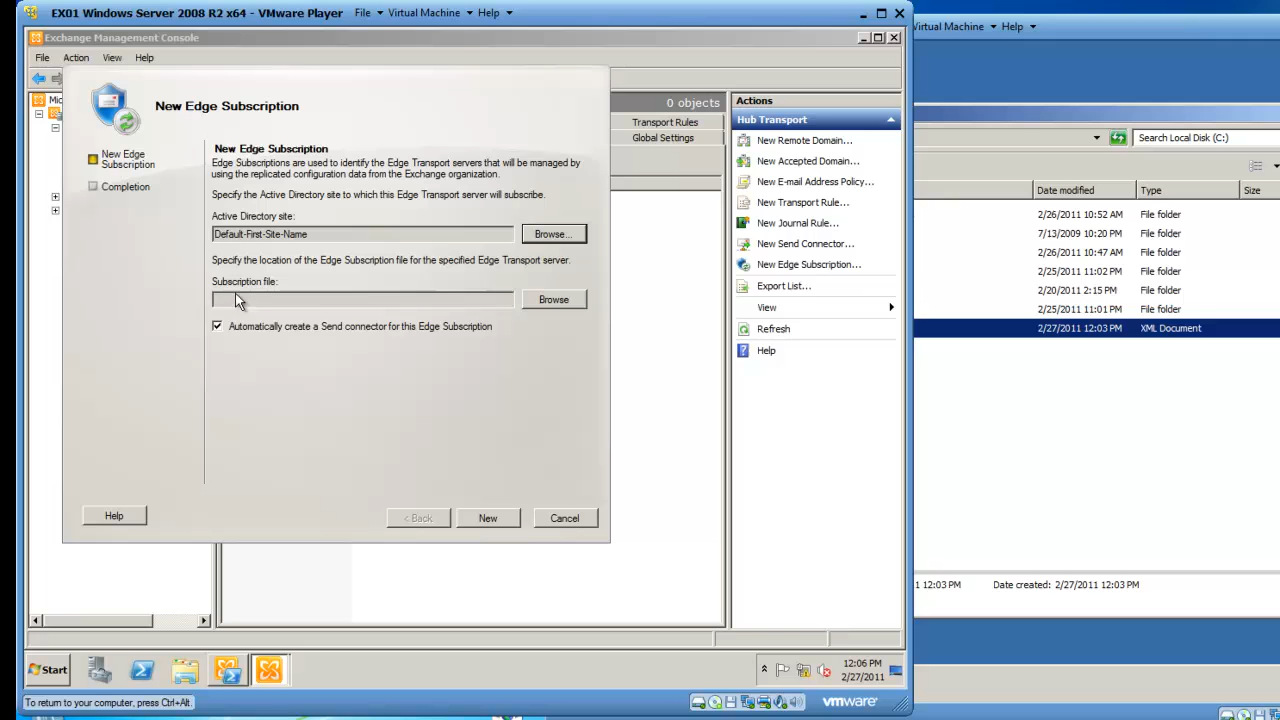 EX01 Windows Server 2008 R2 x64 - VMware Player File Virtual Machine Help
Virtual Machine Help
Exchange Management Console
File Action View Help
Mic
New Edge Subscription
New Edge
Subscription
Completion
New Edge Subscription
Edge Subscriptions are used to identify the Edge Transport servers that will be managed by
using the replicated configuration data from the Exchange organization.
Specify the Active Directory site to which this Edge Transport server will subscribe.
Active Directory site:
Default-First-Site-Name
Browse...
Specify the location of the Edge Subscription file for the specified Edge Transport server.
Subscription file:
Browse
Automatically create a Send connector for this Edge Subscription
Help
< Back
New
Cancel
0 objects
Transport Rules
Global Settings
Actions
Hub Transport
New Remote Domain...
New Accepted Domain...
New E-mail Address Policy...
New Transport Rule...
New Journal Rule...
New Send Connector...
New Edge Subscription...
Export List...
View
Refresh
Help
Search Local Disk (C:)
Date modified Type Size
2/26/2011 10:52 AM File folder
7/13/2009 10:20 PM File folder
2/26/2011 10:47 AM File folder
2/25/2011 11:02 PM File folder
2/20/2011 2:15 PM File folder
2/25/2011 11:01 PM File folder
2/27/2011 12:03 PM XML Document
1 12:03 PM Date created: 2/27/2011 12:03 PM
Start
12:06 PM
2/27/2011
To return to your computer, press Ctrl+Alt.
vmware